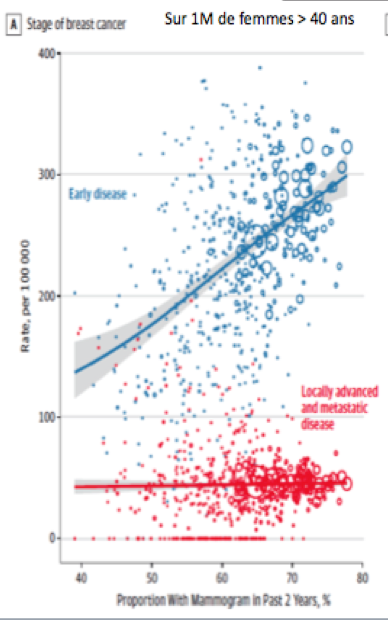 Sur 1M de femmes > 40 ans
A Stage of breast cancer
400
300
200
100
0
Rate, per 100 000
Early disease
Locally advanced
and metastatic
disease
40 50 60 70 80
Proportion With Mammogram in Past 2 Years, %